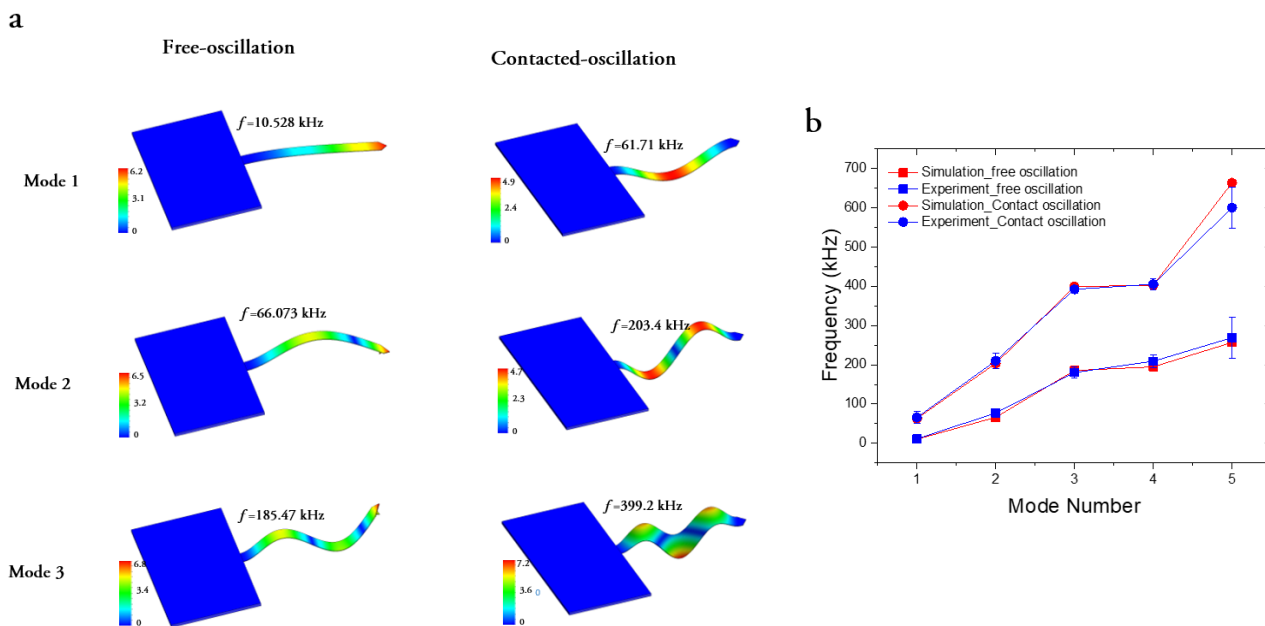 a
Free-oscillation
Contacted-oscillation
Mode 1
f=10.528 kHz
6.2
3.1
0
f=61.71 kHz
4.9
2.4
0
Mode 2
f=66.073 kHz
6.5
3.2
0
f=203.4 kHz
4.7
2.3
0
Mode 3
f=185.47 kHz
6.8
3.4
0
f=399.2 kHz
7.2
3.6
0
b
Simulation_free oscillation
Experiment_free oscillation
Simulation_Contact oscillation
Experiment_Contact oscillation
Frequency (kHz)
700
600
500
400
300
200
100
0
1 2 3 4 5
Mode Number